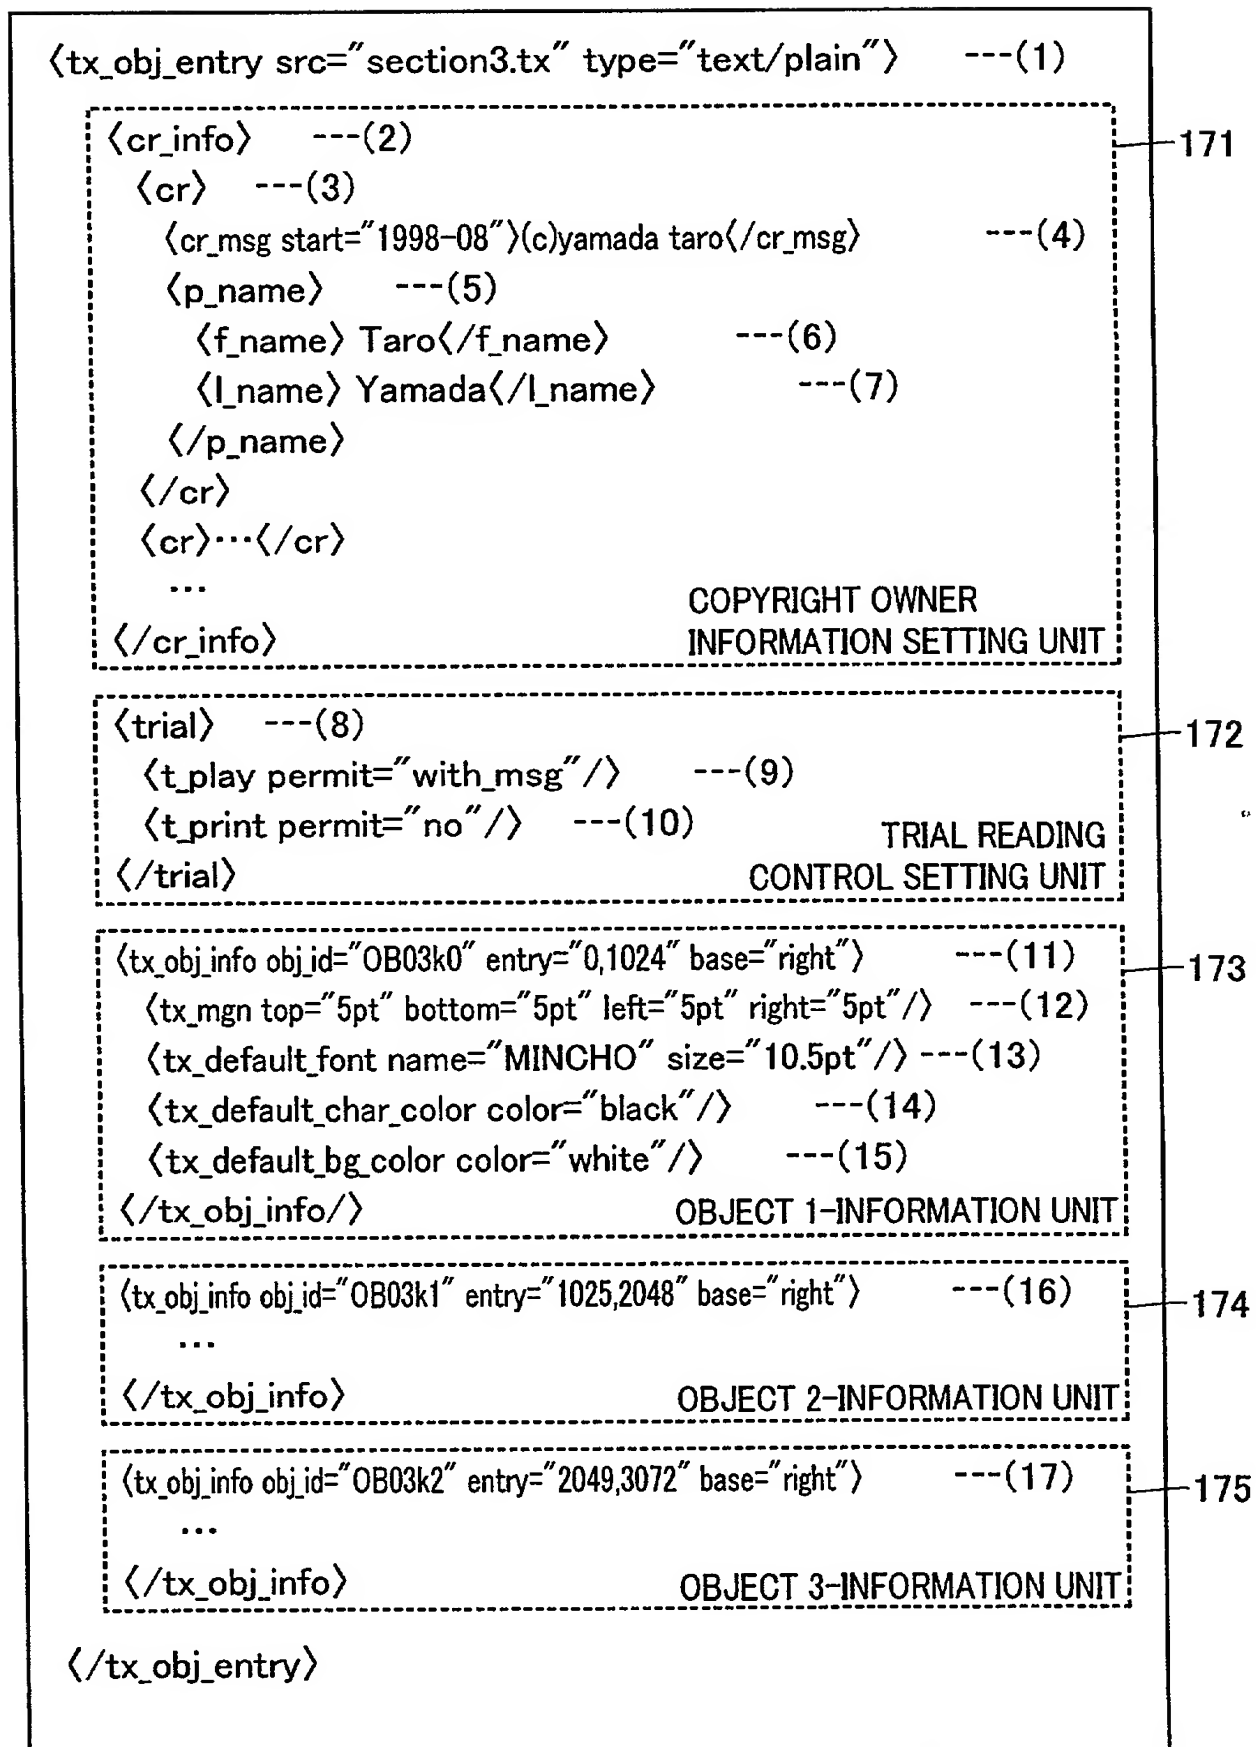 〈tx_obj_entry src="section3.tx" type="text/plain"〉 ---(1)
〈cr_info〉 ---(2) 171
〈cr〉 ---(3)
〈cr_msg start="1998-08"〉(c)yamada taro〈/cr_msg〉 ---(4)
〈p_name〉 ---(5)
〈f_name〉 Taro〈/f_name〉 ---(6)
〈l_name〉 Yamada〈/l_name〉 ---(7)
〈/p_name〉
〈/cr〉
〈cr〉···〈/cr〉
...
COPYRIGHT OWNER
〈/cr_info〉 INFORMATION SETTING UNIT
〈trial〉 ---(8) 172
〈t_play permit="with_msg"/〉 ---(9)
〈t_print permit="no"/〉 ---(10) TRIAL READING
〈/trial〉 CONTROL SETTING UNIT
〈tx_obj_info obj_id="OB03k0" entry="0,1024" base="right"〉 ---(11) 173
〈tx_mgn top="5pt" bottom="5pt" left="5pt" right="5pt"/〉 ---(12)
〈tx_default_font name="MINCHO" size="10.5pt"/〉 ---(13)
〈tx_default_char_color color="black"/〉 ---(14)
〈tx_default_bg_color color="white"/〉 ---(15)
〈/tx_obj_info/〉 OBJECT 1-INFORMATION UNIT
〈tx_obj_info obj_id="OB03k1" entry="1025,2048" base="right"〉 ---(16) 174
...
〈/tx_obj_info〉 OBJECT 2-INFORMATION UNIT
〈tx_obj_info obj_id="OB03k2" entry="2049,3072" base="right"〉 ---(17) 175
...
〈/tx_obj_info〉 OBJECT 3-INFORMATION UNIT
〈/tx_obj_entry〉